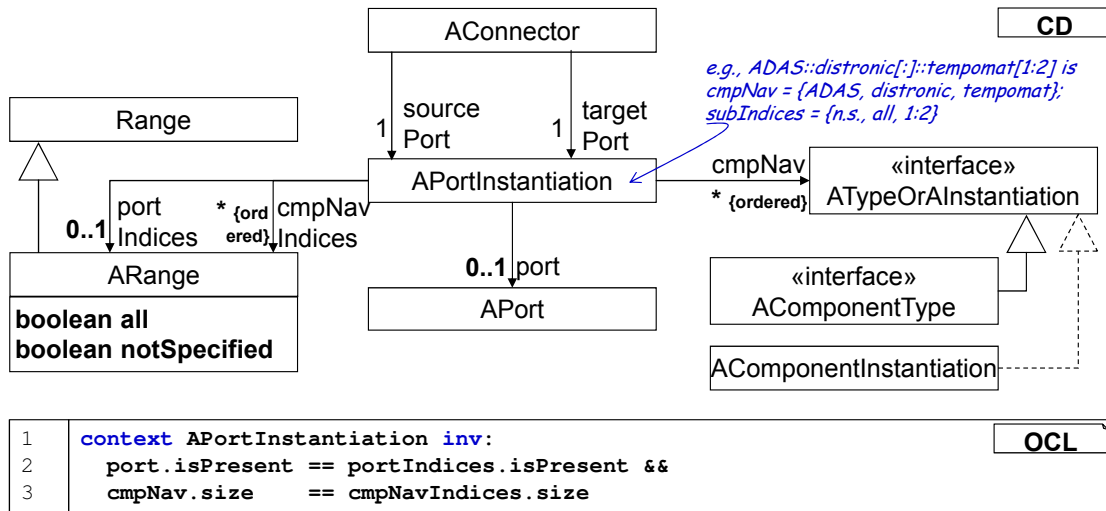 AConnector
CD
e.g., ADAS::distronic[:]::tempomat[1:2] is
cmpNav = {ADAS, distronic, tempomat};
subIndices = {n.s., all, 1:2}
Range
1
source
Port
1
target
Port
APortInstantiation
cmpNav
* {ordered}
«interface»
ATypeOrAInstantiation
0..1
port
Indices
* {ord
ered}
cmpNav
Indices
ARange
boolean all
boolean notSpecified
0..1 port
APort
«interface»
AComponentType
AComponentInstantiation
OCL
1 context APortInstantiation inv:
2 port.isPresent == portIndices.isPresent &&
3 cmpNav.size == cmpNavIndices.size